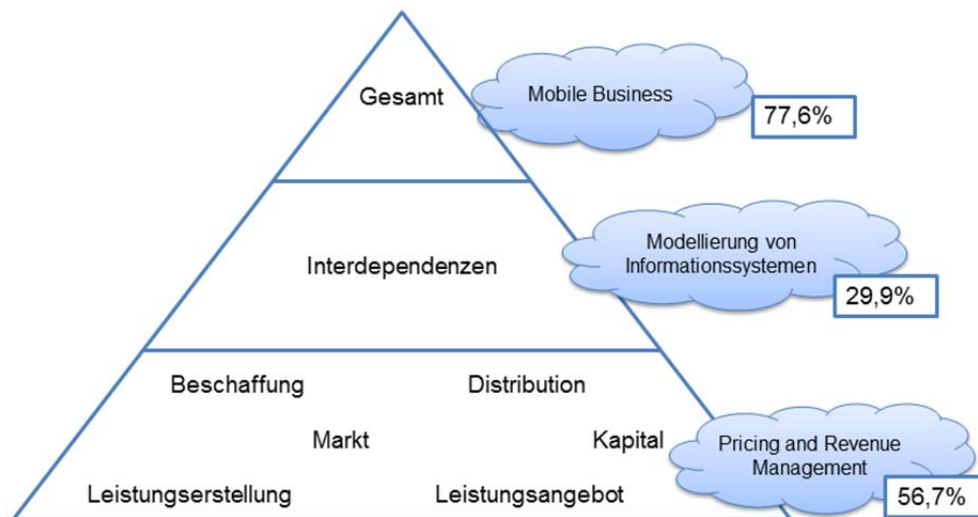 Gesamt
Mobile Business
77,6%
Interdependenzen
Modellierung von
Informationssystemen
29,9%
Beschaffung
Distribution
Markt
Kapital
Pricing and Revenue
Management
Leistungserstellung
Leistungsangebot
56,7%